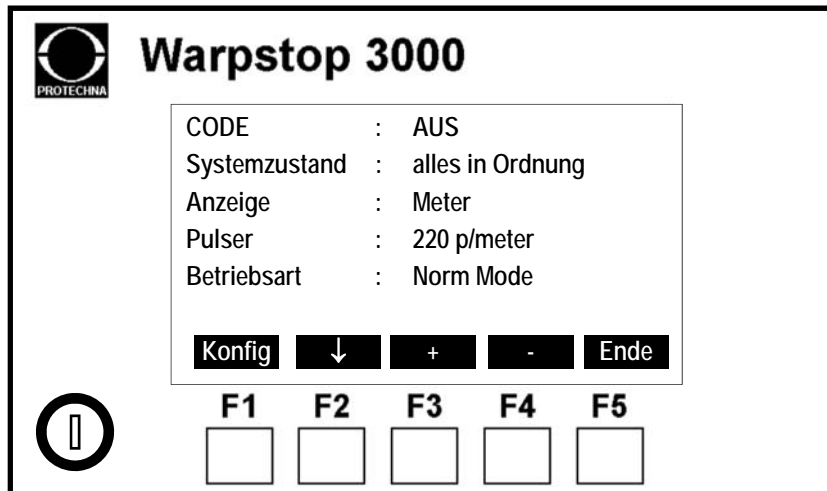 PROTECHNA
Warpstop 3000
CODE : AUS
Systemzustand : alles in Ordnung
Anzeige : Meter
Pulser : 220 p/meter
Betriebsart : Norm Mode
Konfig ↓ + - Ende
F1 F2 F3 F4 F5